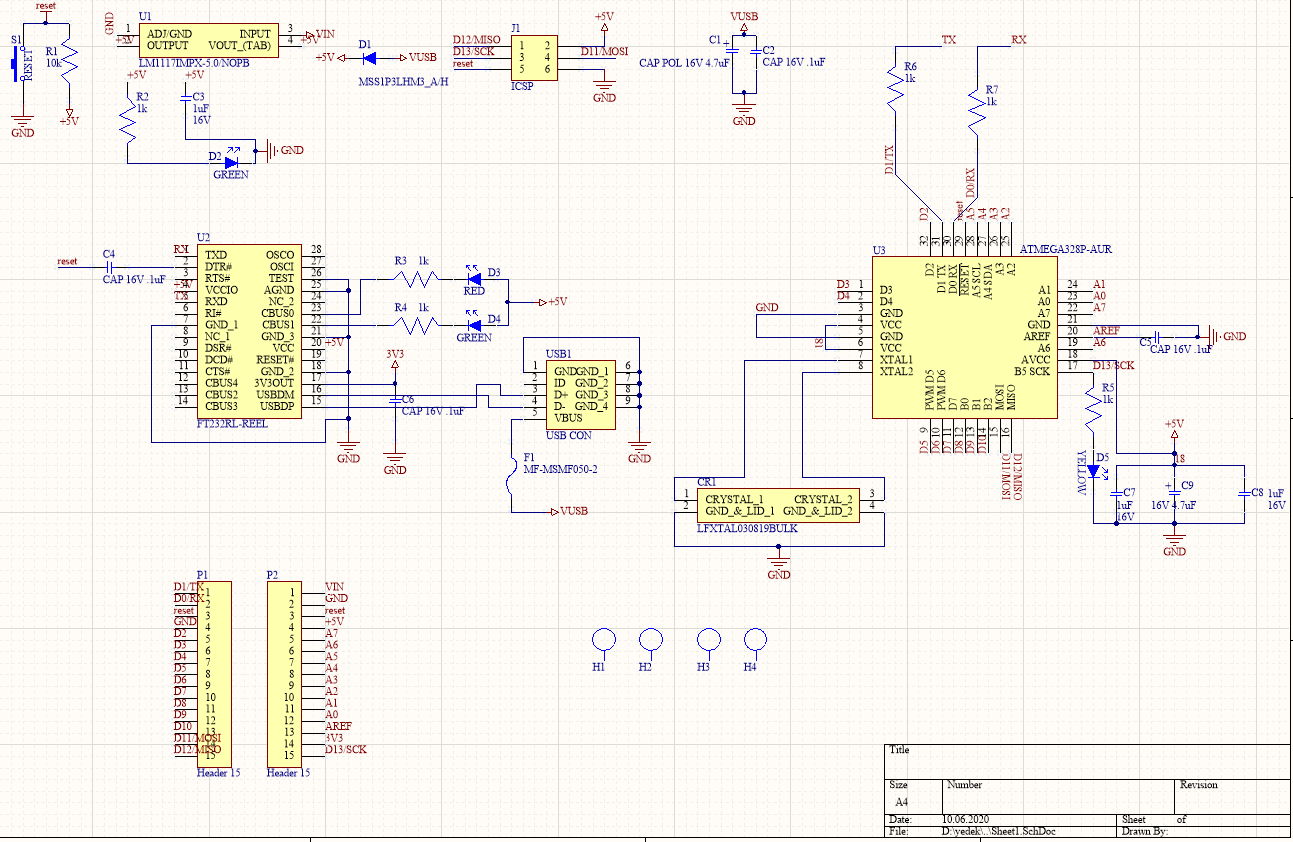 reset
S1
RESET
R1
10k
+5V
GND
U1
GND
+5V
1
2
ADJ/GND
OUTPUT
INPUT
VOUT_(TAB)
3
4
VIN
+5V
LM1117IMPX-5.0/NOPB
+5V
R2
1k
+5V
C3
1uF
16V
D2
GREEN
GND
D1
+5V
VUSB
MSS1P3LHM3_A/H
J1
D12/MISO
D13/SCK
reset
1
3
5
2
4
6
ICSP
+5V
D11/MOSI
GND
VUSB
C1
CAP POL 16V 4.7uF
C2
CAP 16V .1uF
GND
TX
RX
R6
1k
R7
1k
D1/TX
D0/RX
reset
D2
A5
A4
A3
A2
32
31
30
29
28
27
26
25
U3
ATMEGA328P-AUR
D2
D1 TX
D0 RX
RESET
A5 SCL
A4 SDA
A3
A2
D3
D4
1
2
3
4
5
6
7
8
D3
D4
GND
VCC
GND
VCC
XTAL1
XTAL2
GND
18
A1
A0
A7
GND
AREF
A6
AVCC
B5 SCK
24
23
22
21
20
19
18
17
A1
A0
A7
AREF
A6
D13/SCK
C5
CAP 16V .1uF
GND
PWM D5
PWM D6
D7
B0
B1
B2
MOSI
MISO
9
10
11
12
13
14
15
16
D5
D6
D7
D8
D9
D10
D11/MOSI
D12/MISO
R5
1k
D5
YELLOW
+5V
18
C7
1uF
16V
+
C9
16V 4.7uF
C8
1uF
16V
GND
U2
reset
C4
CAP 16V .1uF
RX
+5V
TX
1
2
3
4
5
6
7
8
9
10
11
12
13
14
TXD
DTR#
RTS#
VCCIO
RXD
RI#
GND_1
NC_1
DSR#
DCD#
CTS#
CBUS4
CBUS2
CBUS3
OSCO
OSCI
TEST
AGND
NC_2
CBUS0
CBUS1
GND_3
VCC
RESET#
GND_2
3V3OUT
USBDM
USBDP
28
27
26
25
24
23
22
21
20
19
18
17
16
15
+5V
FT232RL-REEL
GND
R3 1k
D3
RED
R4 1k
D4
GREEN
+5V
3V3
C6
CAP 16V .1uF
GND
USB1
1
2
3
4
5
GND
ID
D+
D-
VBUS
GND_1
GND_2
GND_3
GND_4
6
7
8
9
USB CON
GND
F1
MF-MSMF050-2
VUSB
CR1
1
2
CRYSTAL_1
GND_&_LID_1
CRYSTAL_2
GND_&_LID_2
3
4
LFXTAL030819BULK
GND
P1
D1/TX
D0/RX
reset
GND
D2
D3
D4
D5
D6
D7
D8
D9
D10
D11/MOSI
D12/MISO
1
2
3
4
5
6
7
8
9
10
11
12
13
14
15
Header 15
P2
1
2
3
4
5
6
7
8
9
10
11
12
13
14
15
VIN
GND
reset
+5V
A7
A6
A5
A4
A3
A2
A1
A0
AREF
3V3
D13/SCK
Header 15
H1
H2
H3
H4
Title
Size
Number
Revision
A4
Date:
10.06.2020
Sheet of
File:
D:\yedek\..\Sheet1.SchDoc
Drawn By: